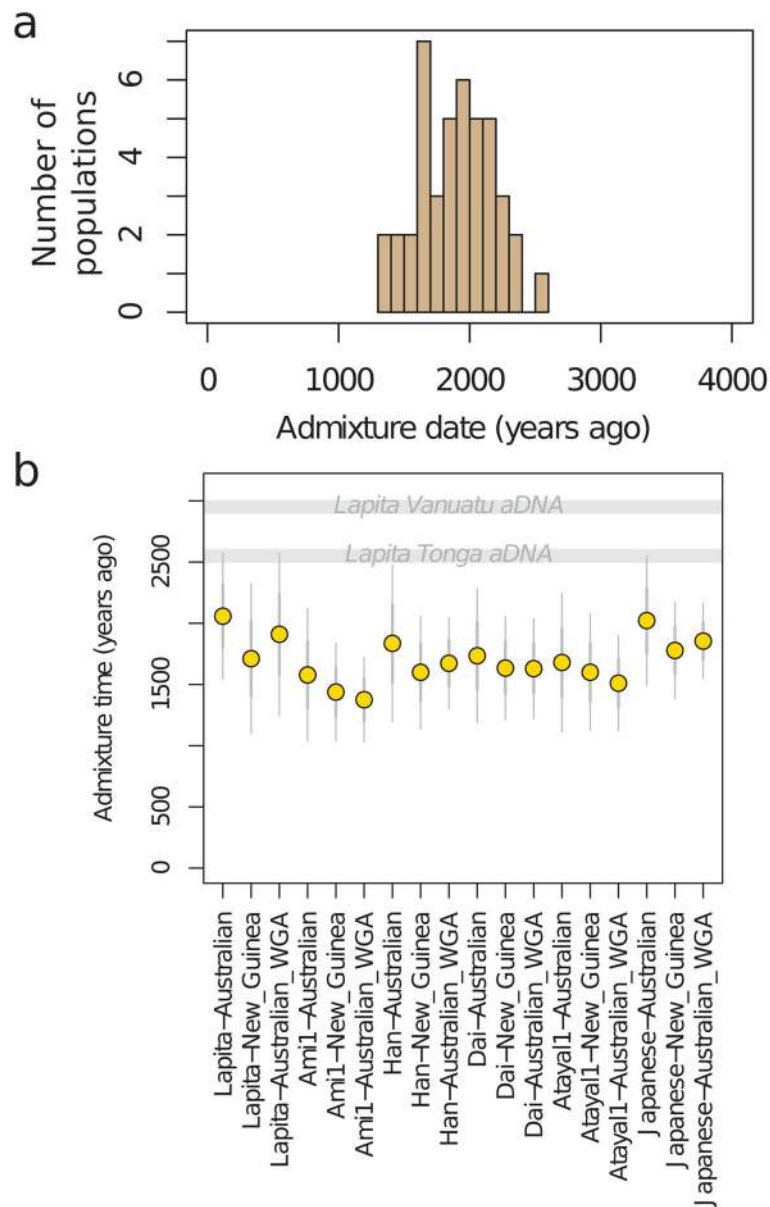 a
Number of
populations
0
2
4
6
0 1000 2000 3000 4000
Admixture date (years ago)
b
Admixture time (years ago)
0
500
1500
2500
Lapita Vanuatu aDNA
Lapita Tonga aDNA
Lapita−Australian
Lapita−New_Guinea
Lapita−Australian_WGA
Ami1−Australian
Ami1−New_Guinea
Ami1−Australian_WGA
Han−Australian
Han−New_Guinea
Han−Australian_WGA
Dai−Australian
Dai−New_Guinea
Dai−Australian_WGA
Atayal1−Australian
Atayal1−New_Guinea
Atayal1−Australian_WGA
Japanese−Australian
Japanese−New_Guinea
Japanese−Australian_WGA